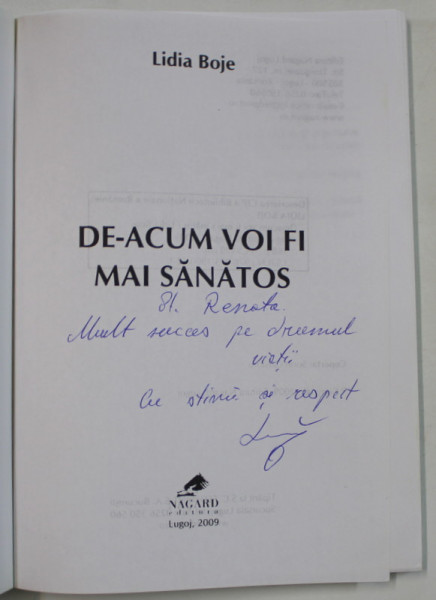 Lidia Boje
DE-ACUM VOI FI
MAI SĂNĂTOS
Renata.
Mult succes pe drumul
vieții
Cu stimă și respect
NAGARD
editura
Lugoj, 2009